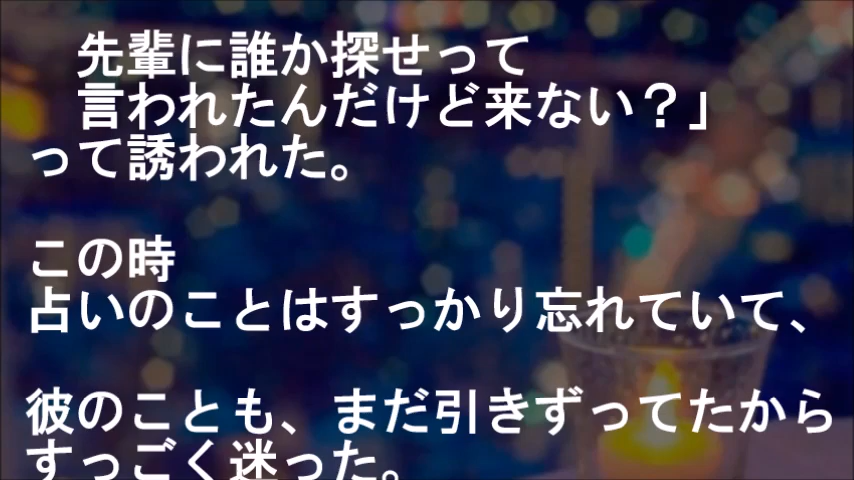 先輩に誰か探せって
言われたんだけど来ない？」
って誘われた。
この時
占いのことはすっかり忘れていて、
彼のことも、まだ引きずってたから
すっごく迷った。